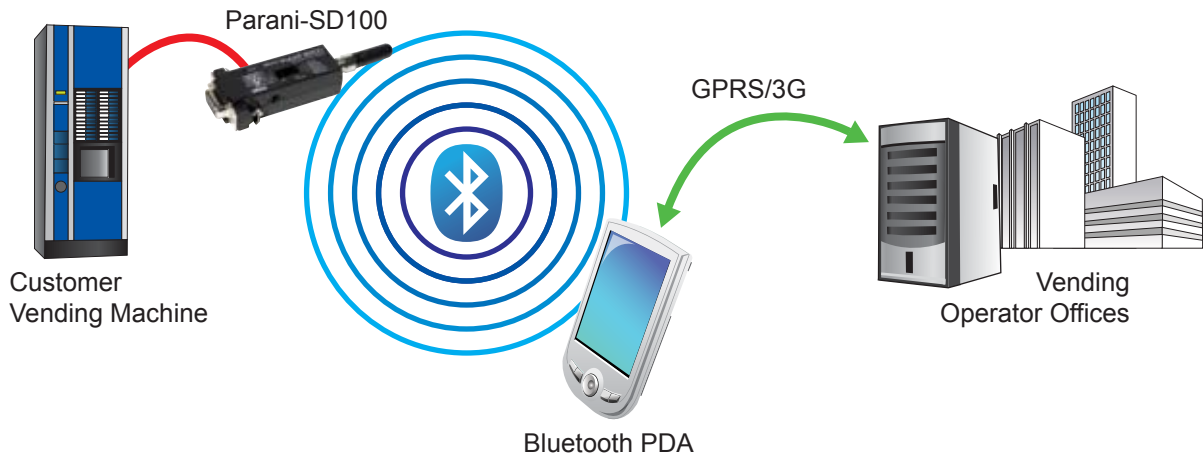 Parani-SD100
GPRS/3G
Customer
Vending Machine
Vending
Operator Offices
Bluetooth PDA